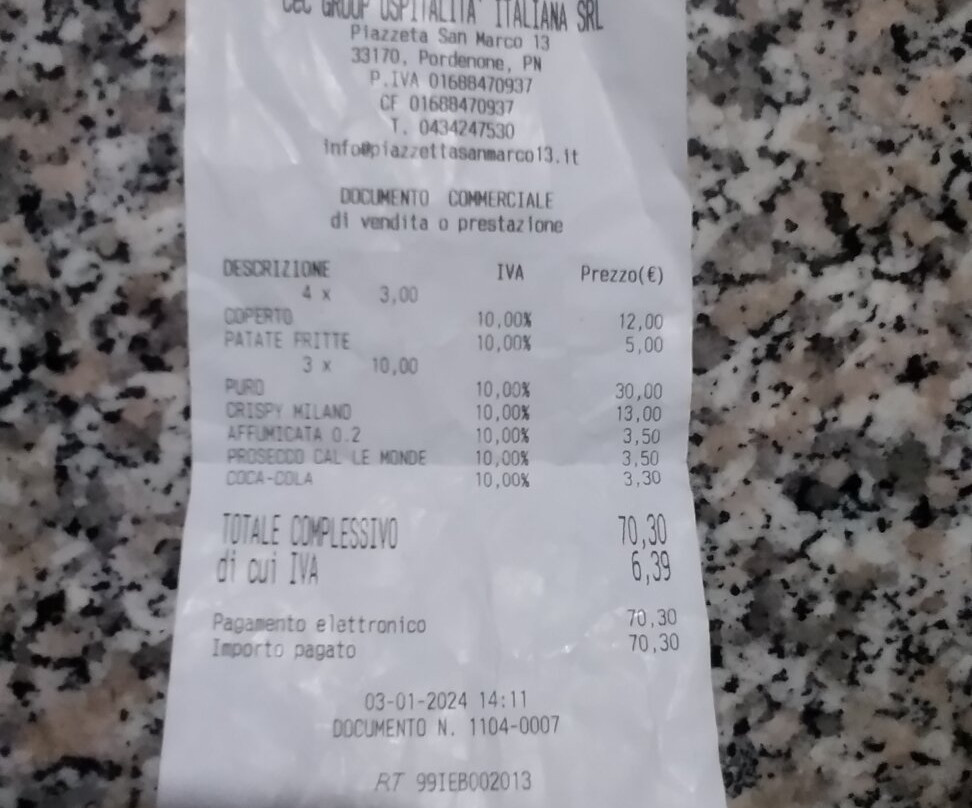 GROUP OSPITALITA' ITALIANA SRL
Piazzeta San Marco 13
33170, Pordenone, PN
P.IVA 01688470937
CF 01688470937
T. 0434247530
info@piazzettasanmarco13.it
DOCUMENTO COMMERCIALE
di vendita o prestazione
DESCRIZIONE IVA Prezzo(€)
4 x 3,00
COPERTO 10,00% 12,00
PATATE FRITTE 10,00% 5,00
3 x 10,00
PURO 10,00% 30,00
CRISPY MILANO 10,00% 13,00
AFFUMICATA 0.2 10,00% 3,50
PROSECCO CAL LE MONDE 10,00% 3,50
COCA-COLA 10,00% 3,30
TOTALE COMPLESSIVO 70,30
di cui IVA 6,39
Pagamento elettronico 70,30
Importo pagato 70,30
03-01-2024 14:11
DOCUMENTO N. 1104-0007
RT 99IEB002013